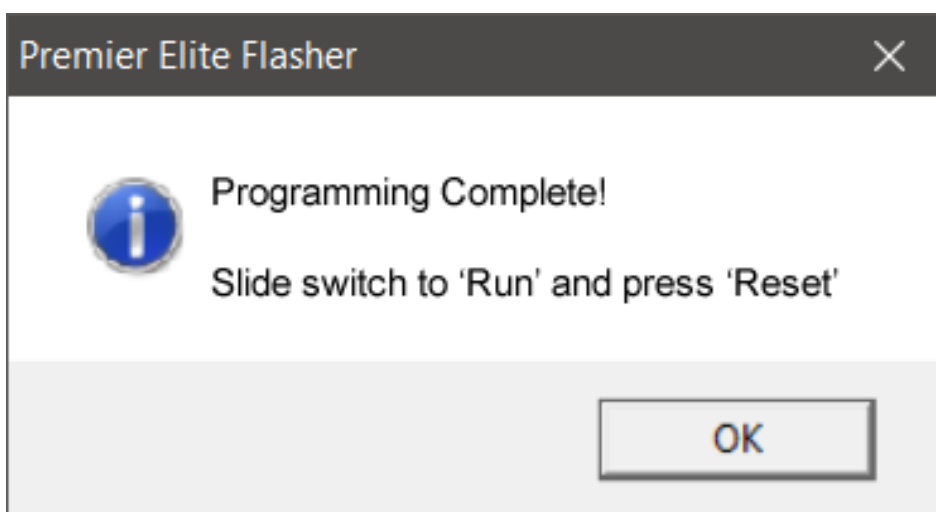 Premier Elite Flasher
Programming Complete!
Slide switch to ‘Run’ and press ‘Reset’
OK